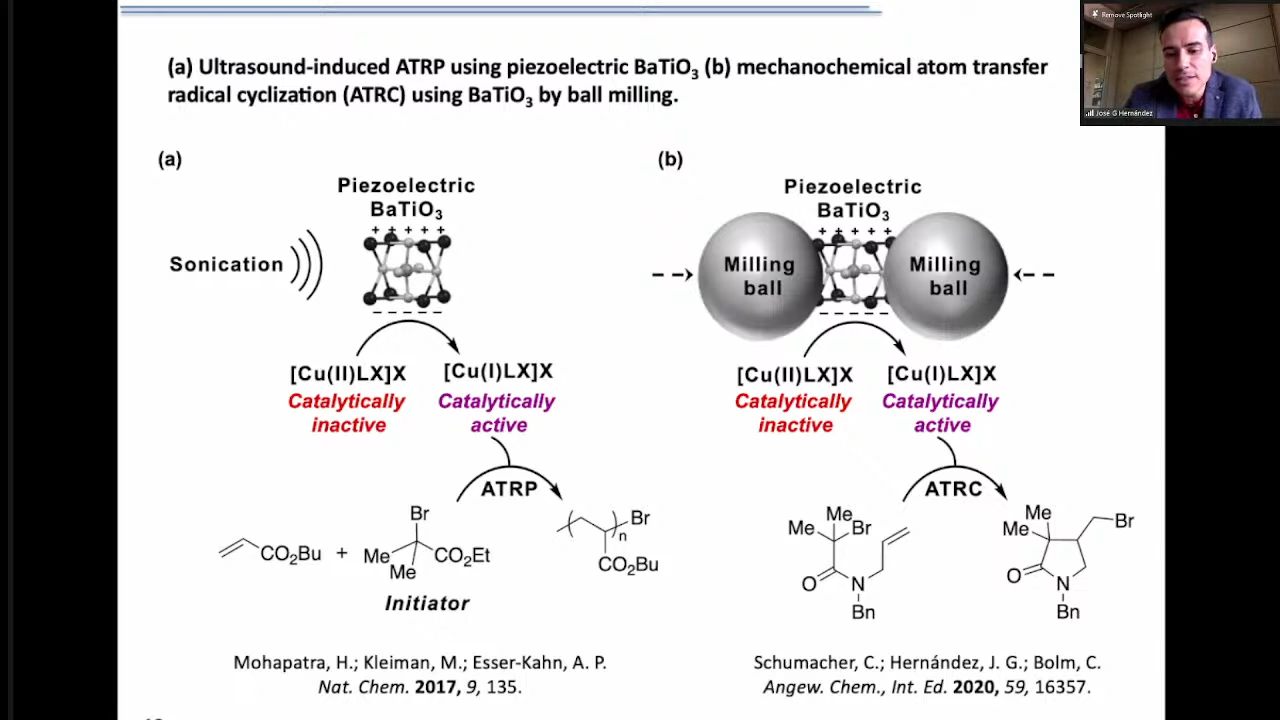 Remove Spotlight
José G Hernández
(a) Ultrasound-induced ATRP using piezoelectric BaTiO₃ (b) mechanochemical atom transfer
radical cyclization (ATRC) using BaTiO₃ by ball milling.
(a)
Piezoelectric
BaTiO₃
+ + + + +
Sonication
– – – – –
[Cu(II)LX]X
[Cu(I)LX]X
Catalytically
inactive
Catalytically
active
ATRP
CO₂Bu
+
Br
Me
Me
CO₂Et
Initiator
Br
n
CO₂Bu
Mohapatra, H.; Kleiman, M.; Esser-Kahn, A. P.
Nat. Chem. 2017, 9, 135.
(b)
Piezoelectric
BaTiO₃
+ + + + +
Milling
ball
Milling
ball
– – – – –
[Cu(II)LX]X
[Cu(I)LX]X
Catalytically
inactive
Catalytically
active
ATRC
Me
Me
Br
O
N
Bn
Me
Me
Br
O
N
Bn
Schumacher, C.; Hernández, J. G.; Bolm, C.
Angew. Chem., Int. Ed. 2020, 59, 16357.